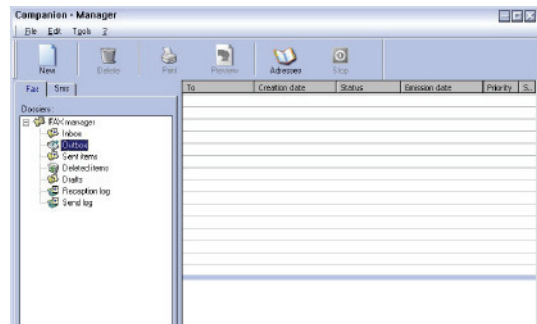 Companion - Manager
File Edit Tools ?
New Delete Print Preview Adresses Stop
Fax Sms
To Creation date Status Emission date Priority S...
Dossiers:
FAX manager
Inbox
Outbox
Sent items
Deleted items
Drafts
Reception log
Send log